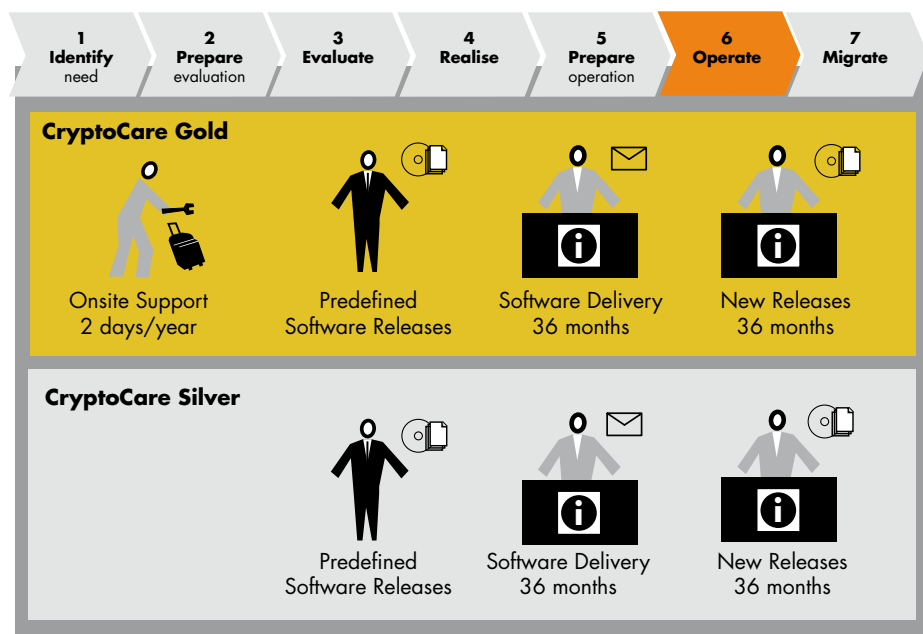 1
Identify
need
2
Prepare
evaluation
3
Evaluate
4
Realise
5
Prepare
operation
6
Operate
7
Migrate
CryptoCare Gold
Onsite Support
2 days/year
Predefined
Software Releases
i
Software Delivery
36 months
i
New Releases
36 months
CryptoCare Silver
Predefined
Software Releases
i
Software Delivery
36 months
i
New Releases
36 months